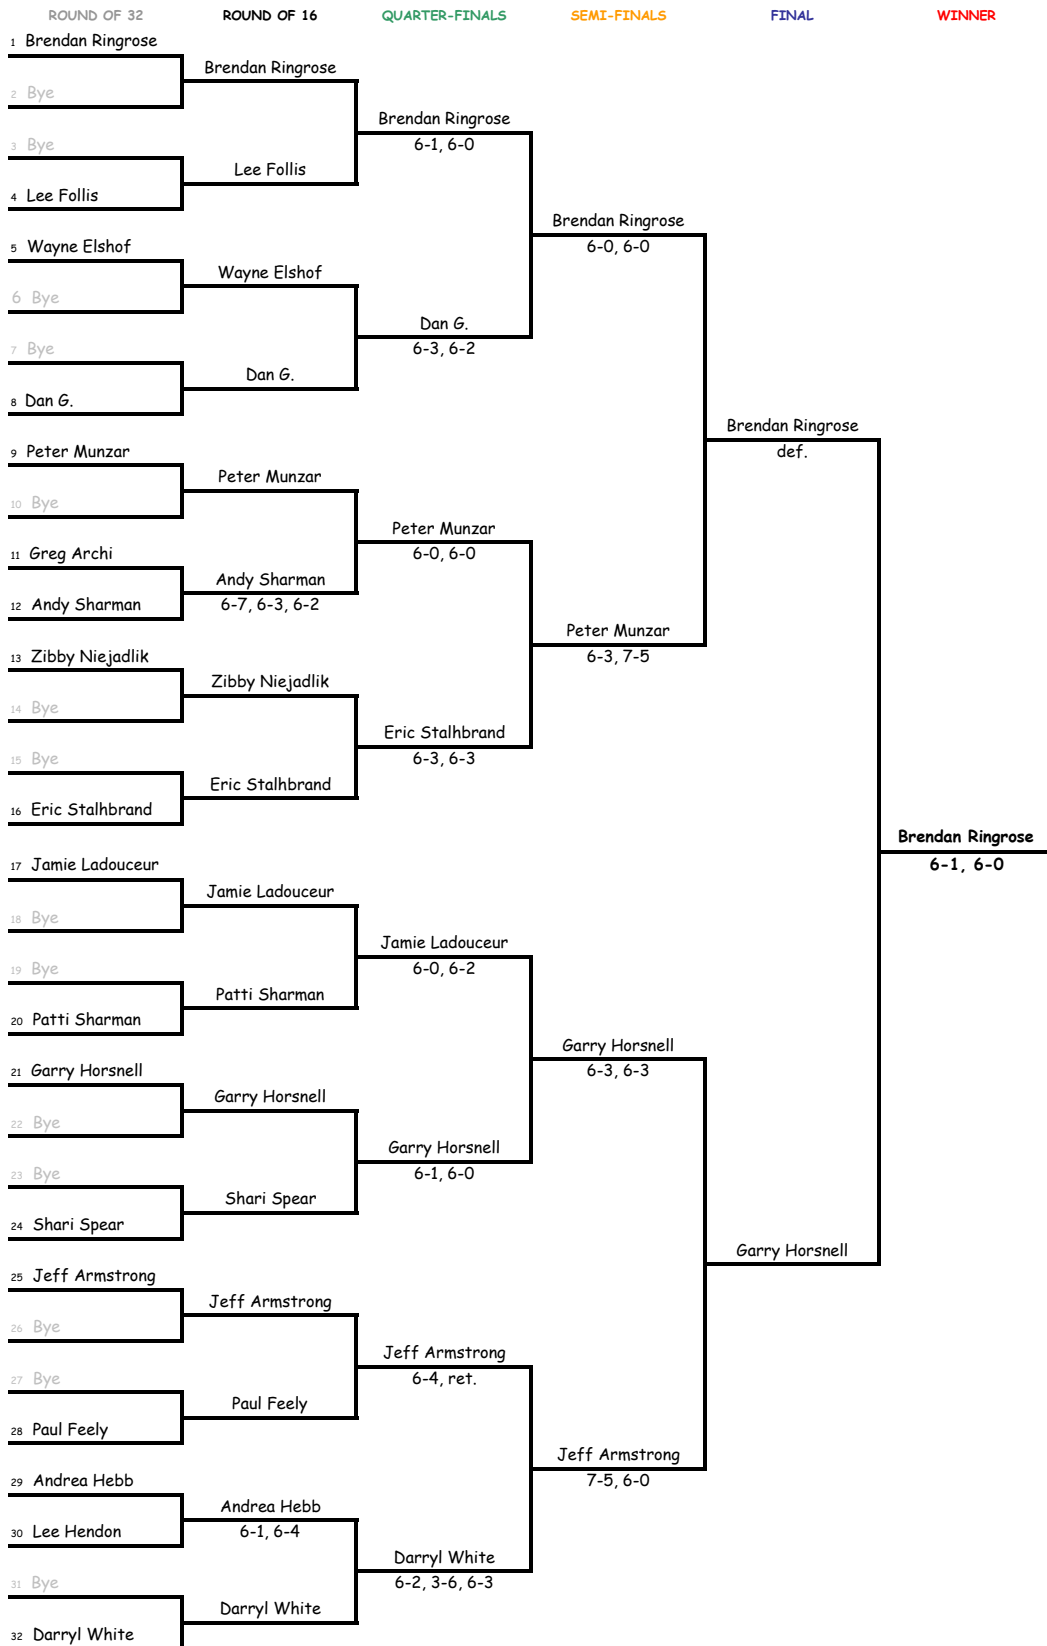 ROUND OF 32 ROUND OF 16 QUARTER-FINALS SEMI-FINALS FINAL WINNER
1 Brendan Ringrose
Brendan Ringrose
2 Bye
Brendan Ringrose
6-1, 6-0
3 Bye
Lee Follis
4 Lee Follis
Brendan Ringrose
6-0, 6-0
5 Wayne Elshof
Wayne Elshof
6 Bye
Dan G.
6-3, 6-2
7 Bye
Dan G.
8 Dan G.
Brendan Ringrose
def.
9 Peter Munzar
Peter Munzar
10 Bye
Peter Munzar
6-0, 6-0
11 Greg Archi
Andy Sharman
6-7, 6-3, 6-2
12 Andy Sharman
Peter Munzar
6-3, 7-5
13 Zibby Niejadlik
Zibby Niejadlik
14 Bye
Eric Stalhbrand
6-3, 6-3
15 Bye
Eric Stalhbrand
16 Eric Stalhbrand
Brendan Ringrose
6-1, 6-0
17 Jamie Ladouceur
Jamie Ladouceur
18 Bye
Jamie Ladouceur
6-0, 6-2
19 Bye
Patti Sharman
20 Patti Sharman
Garry Horsnell
6-3, 6-3
21 Garry Horsnell
Garry Horsnell
22 Bye
Garry Horsnell
6-1, 6-0
23 Bye
Shari Spear
24 Shari Spear
Garry Horsnell
25 Jeff Armstrong
Jeff Armstrong
26 Bye
Jeff Armstrong
6-4, ret.
27 Bye
Paul Feely
28 Paul Feely
Jeff Armstrong
7-5, 6-0
29 Andrea Hebb
Andrea Hebb
6-1, 6-4
30 Lee Hendon
Darryl White
6-2, 3-6, 6-3
31 Bye
Darryl White
32 Darryl White